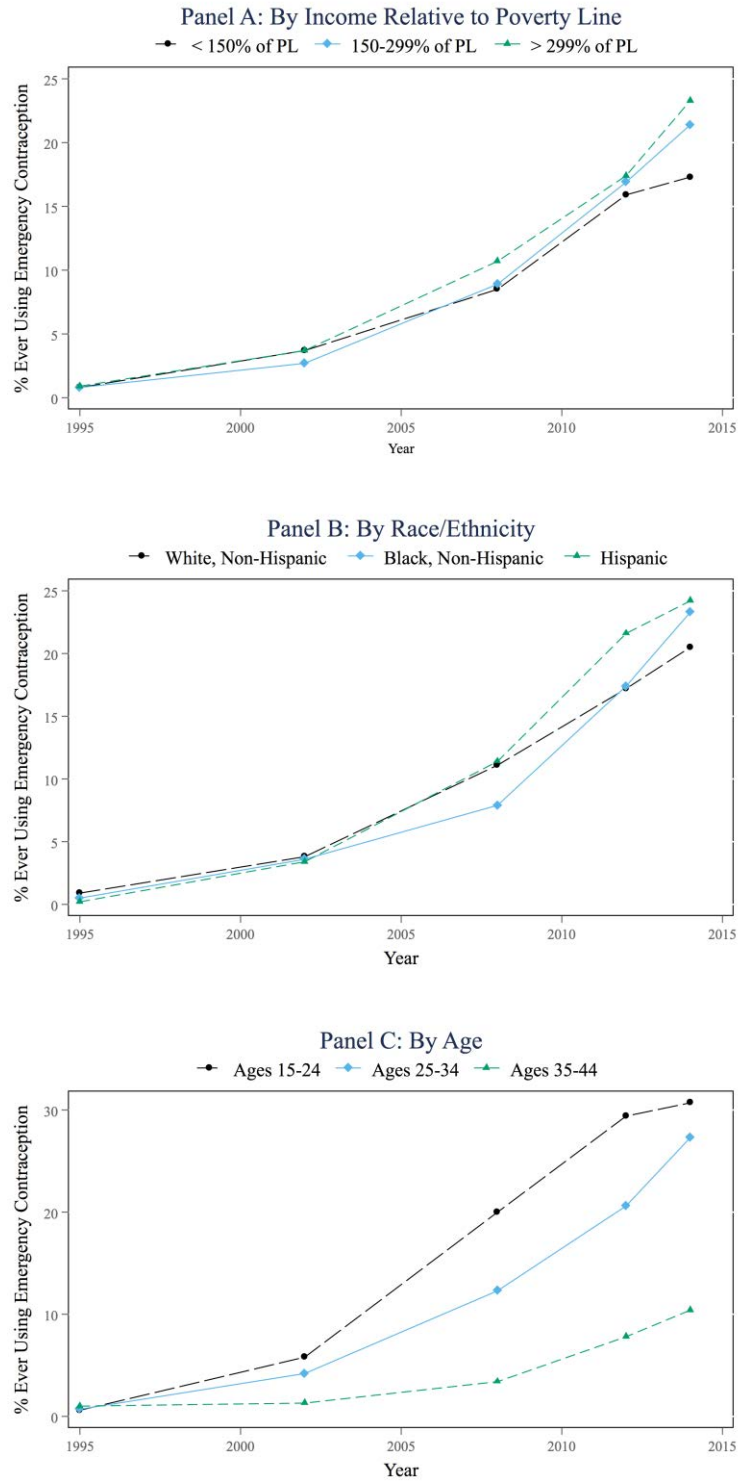 Panel A: By Income Relative to Poverty Line
< 150% of PL 150-299% of PL > 299% of PL
% Ever Using Emergency Contraception
25
20
15
10
5
0
1995 2000 2005 2010 2015
Year
Panel B: By Race/Ethnicity
White, Non-Hispanic Black, Non-Hispanic Hispanic
% Ever Using Emergency Contraception
25
20
15
10
5
0
1995 2000 2005 2010 2015
Year
Panel C: By Age
Ages 15-24 Ages 25-34 Ages 35-44
% Ever Using Emergency Contraception
30
20
10
0
1995 2000 2005 2010 2015
Year